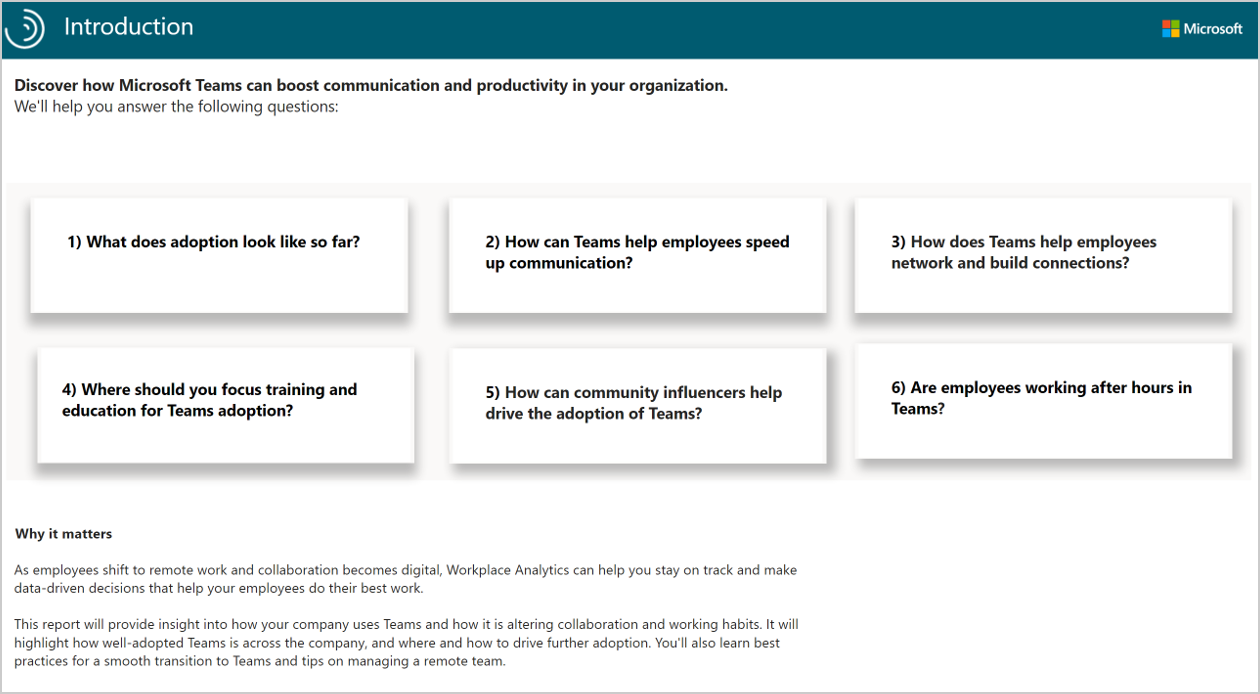 Introduction
Microsoft
Discover how Microsoft Teams can boost communication and productivity in your organization.
We'll help you answer the following questions:
1) What does adoption look like so far?
2) How can Teams help employees speed
up communication?
3) How does Teams help employees
network and build connections?
4) Where should you focus training and
education for Teams adoption?
5) How can community influencers help
drive the adoption of Teams?
6) Are employees working after hours in
Teams?
Why it matters
As employees shift to remote work and collaboration becomes digital, Workplace Analytics can help you stay on track and make
data-driven decisions that help your employees do their best work.
This report will provide insight into how your company uses Teams and how it is altering collaboration and working habits. It will
highlight how well-adopted Teams is across the company, and where and how to drive further adoption. You'll also learn best
practices for a smooth transition to Teams and tips on managing a remote team.